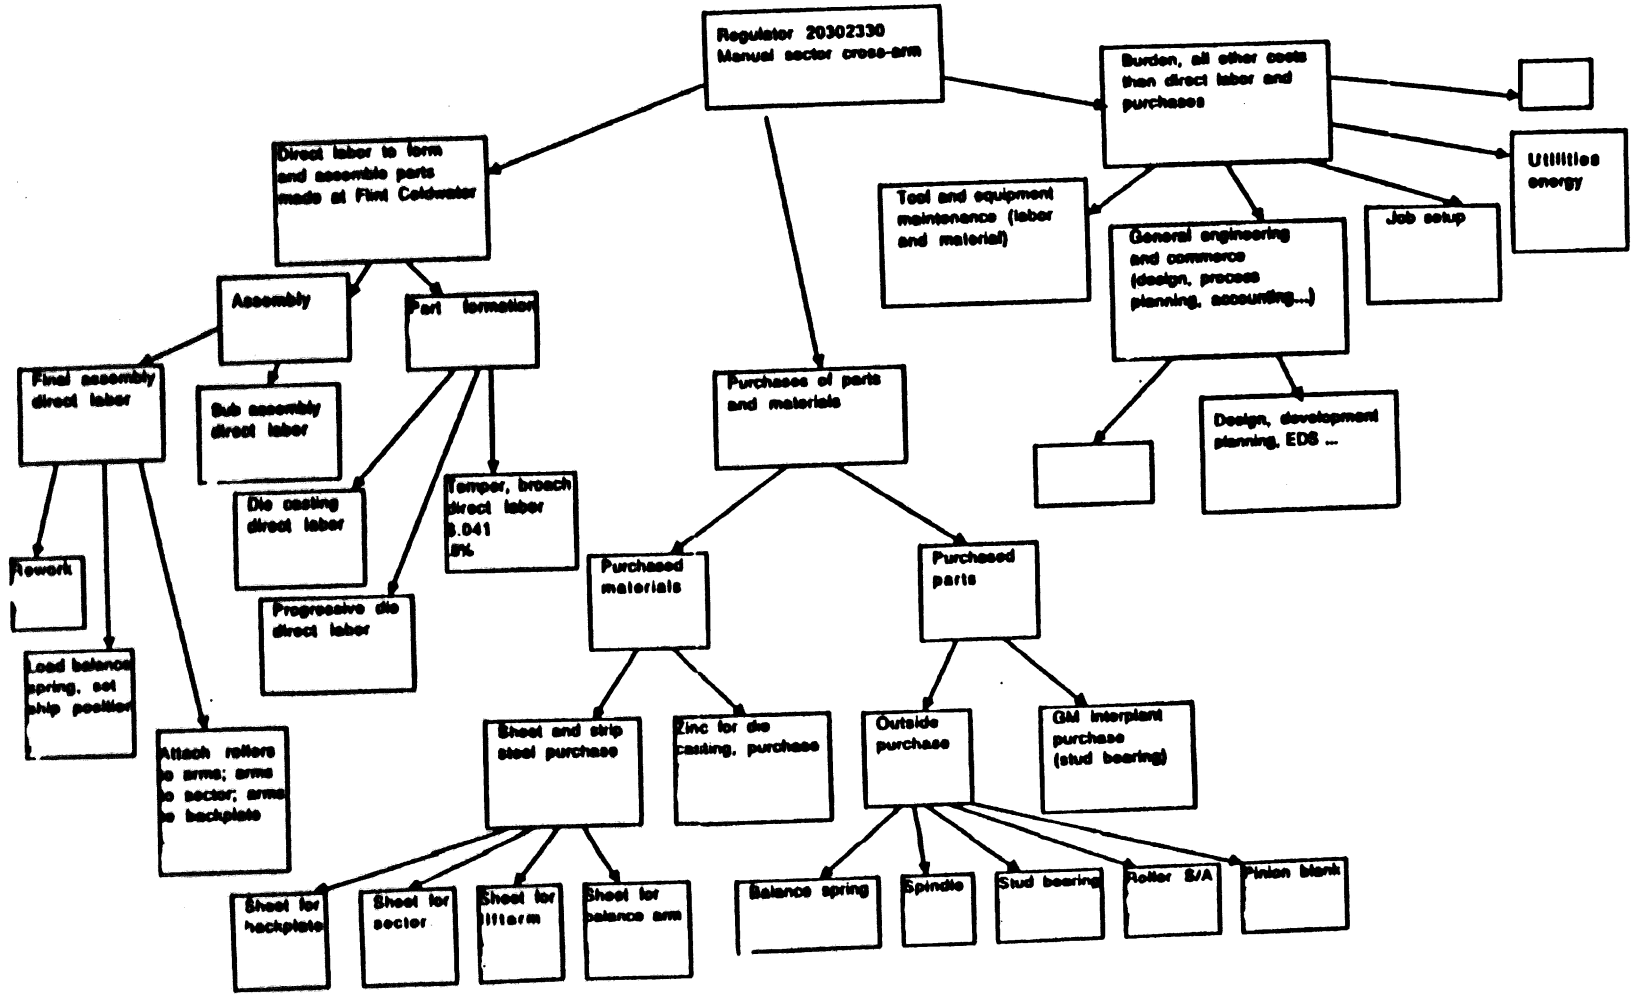 Regulator 20302330
Manual sector cross-arm
Burden, all other costs
than direct labor and
purchases
Utilities
energy
Direct labor to form
and assemble parts
made at Flint Coldwater
Tool and equipment
maintenance (labor
and material)
General engineering
and commerce
(design, process
planning, accounting...)
Job setup
Assembly
Part formation
Final assembly
direct labor
Sub assembly
direct labor
Purchases of parts
and materials
Design, development
planning, EDS ...
Die casting
direct labor
Temper, broach
direct labor
$.041
.8%
Rework
Progressive die
direct labor
Purchased
materials
Purchased
parts
Load balance
spring, set
ship position
Attach rollers
to arms; arms
to sector; arms
to backplate
Sheet and strip
steel purchase
Zinc for die
casting, purchase
Outside
purchase
GM interplant
purchase
(stud bearing)
Sheet for
backplate
Sheet for
sector
Sheet for
liftarm
Sheet for
balance arm
Balance spring
Spindle
Stud bearing
Roller S/A
Pinion blank